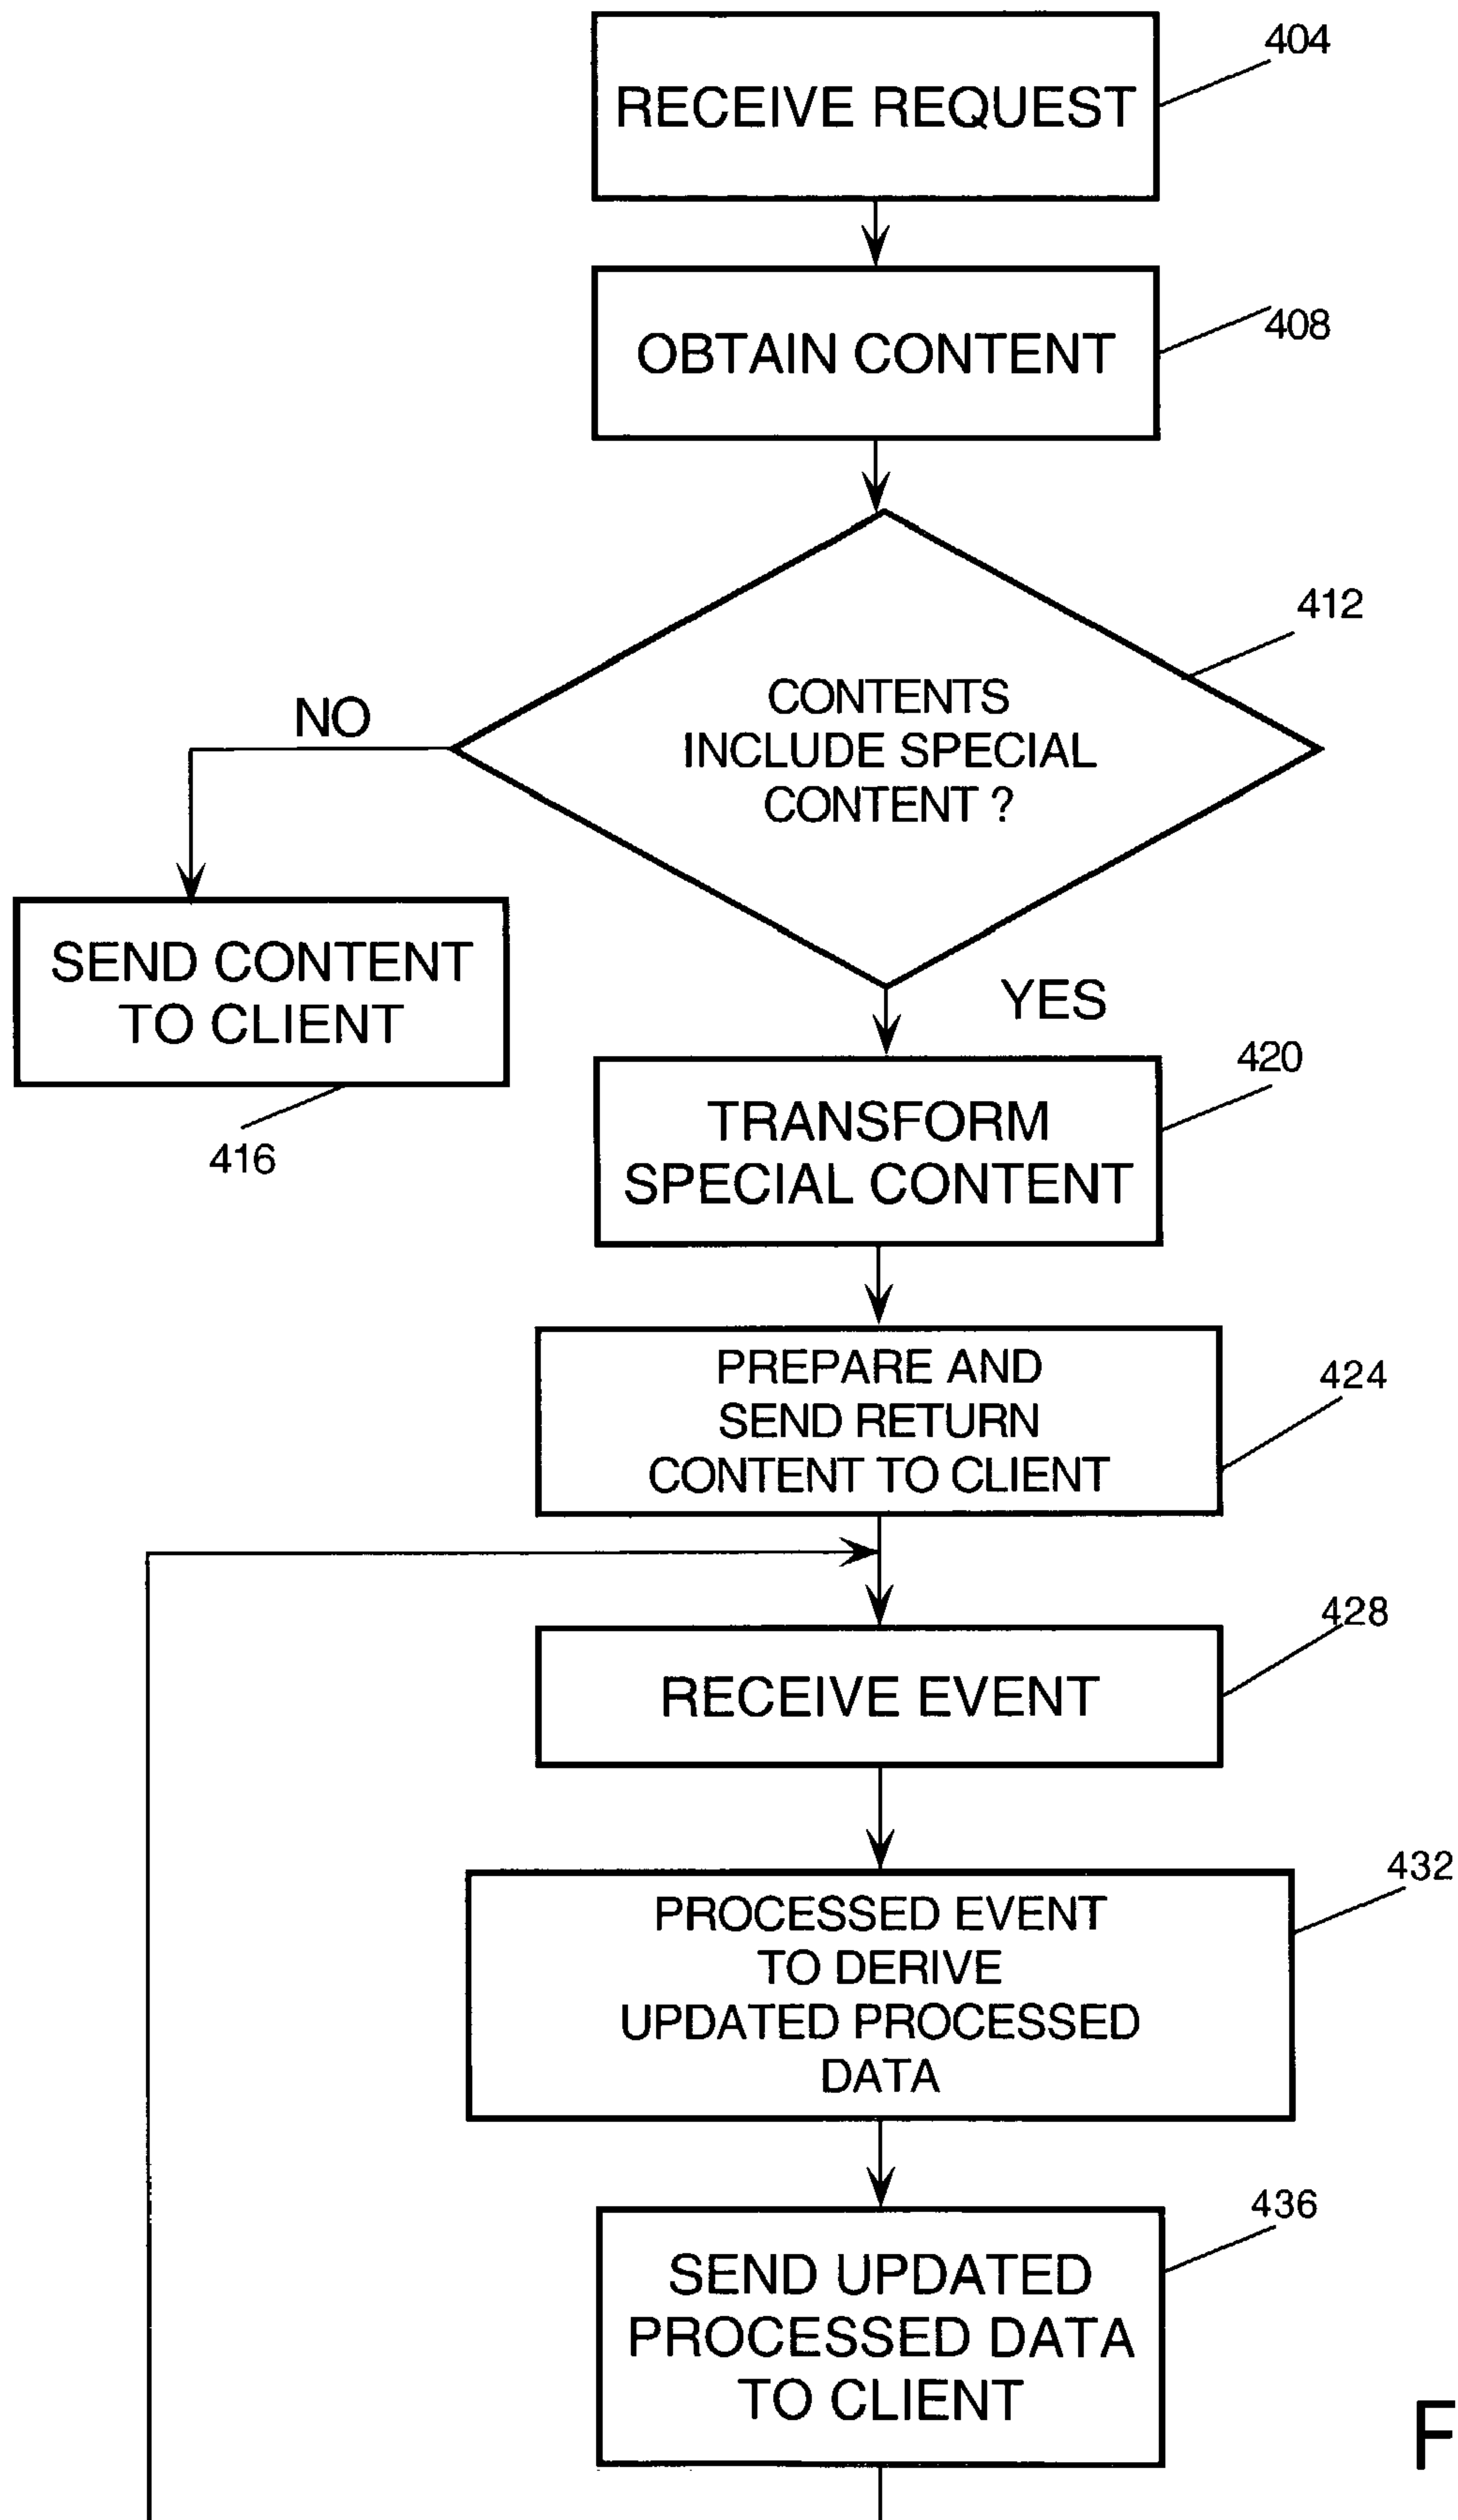 404
RECEIVE REQUEST
OBTAIN CONTENT
408
412
CONTENTS
INCLUDE SPECIAL
CONTENT ?
NO
SEND CONTENT
TO CLIENT
416
YES
420
TRANSFORM
SPECIAL CONTENT
PREPARE AND
SEND RETURN
CONTENT TO CLIENT
424
428
RECEIVE EVENT
432
PROCESSED EVENT
TO DERIVE
UPDATED PROCESSED
DATA
436
SEND UPDATED
PROCESSED DATA
TO CLIENT
F